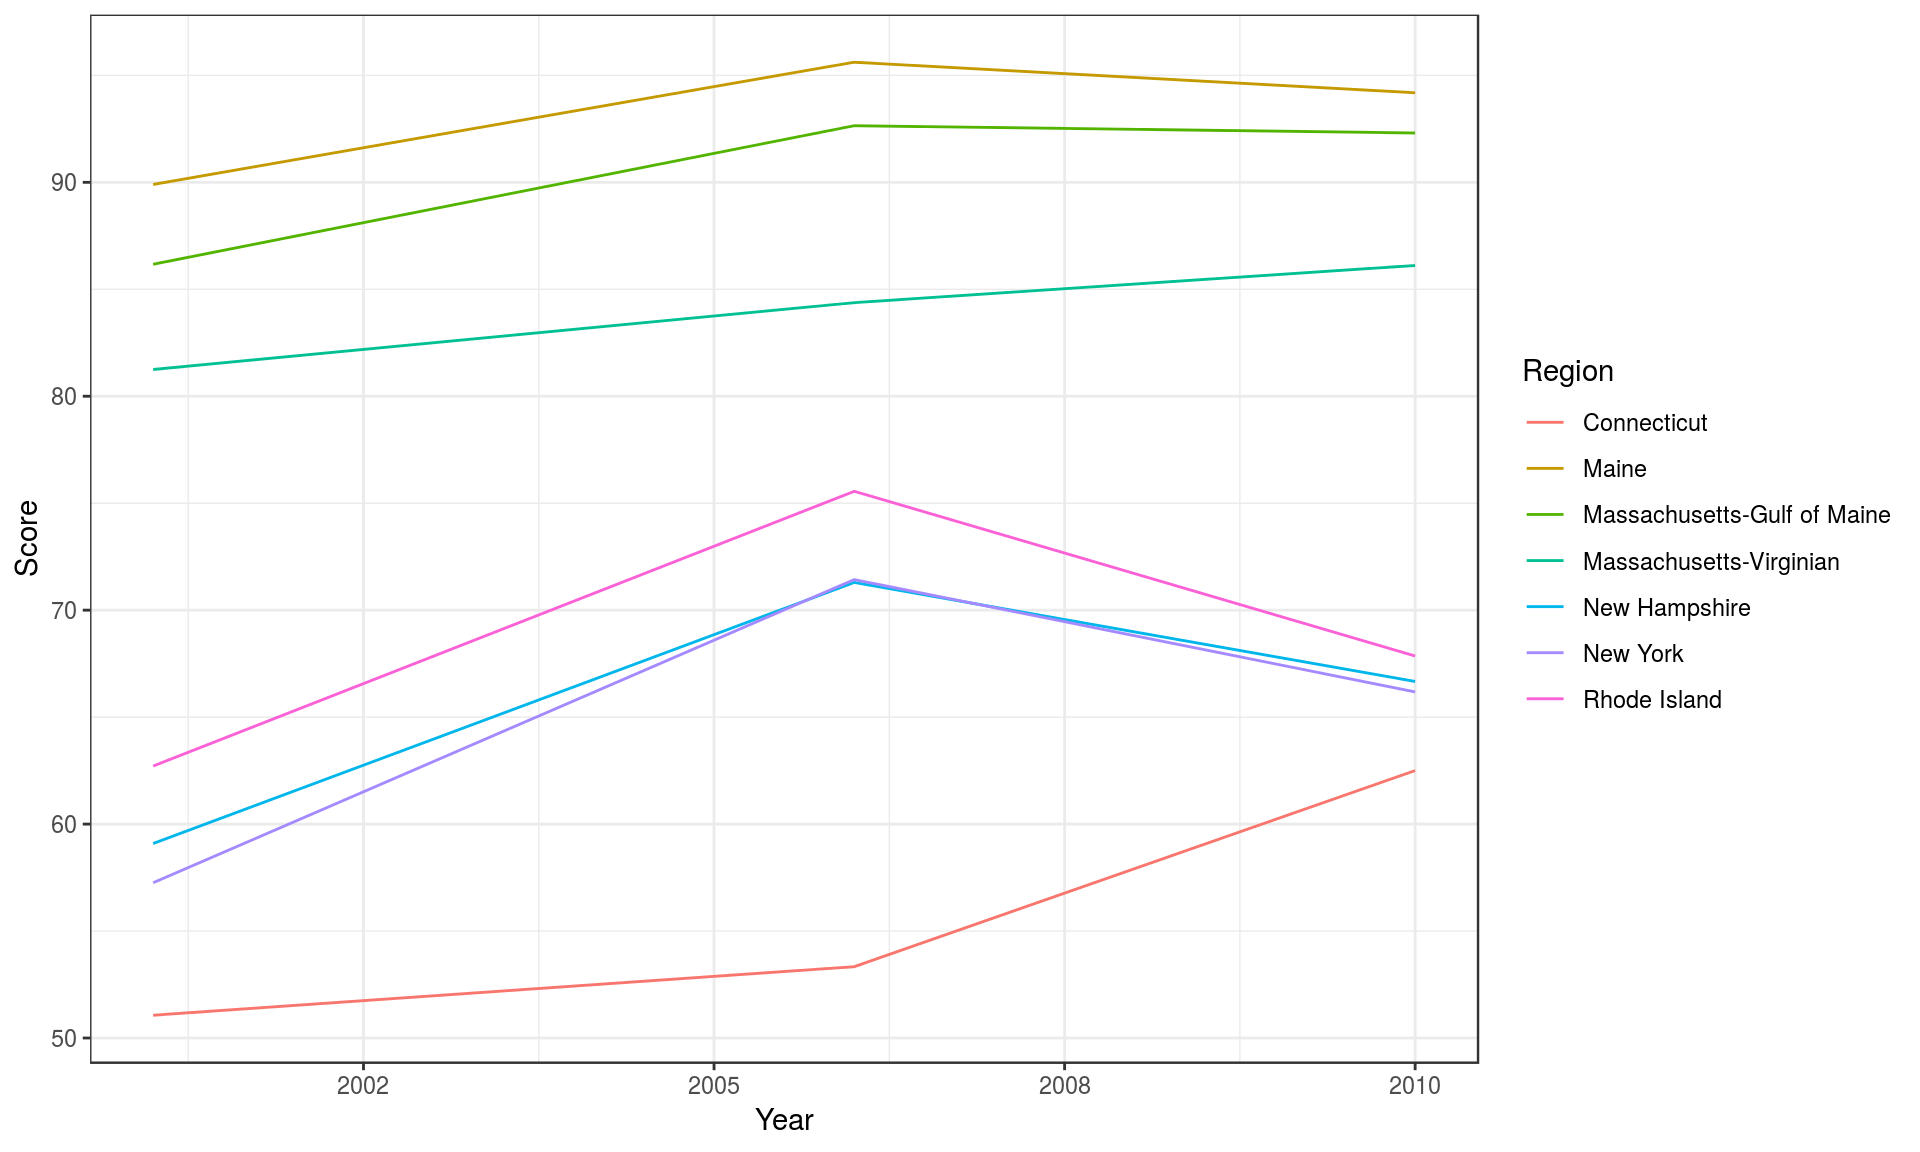 90
80
70
60
50
Score
2002
2005
2008
2010
Year
Region
Connecticut
Maine
Massachusetts-Gulf of Maine
Massachusetts-Virginian
New Hampshire
New York
Rhode Island